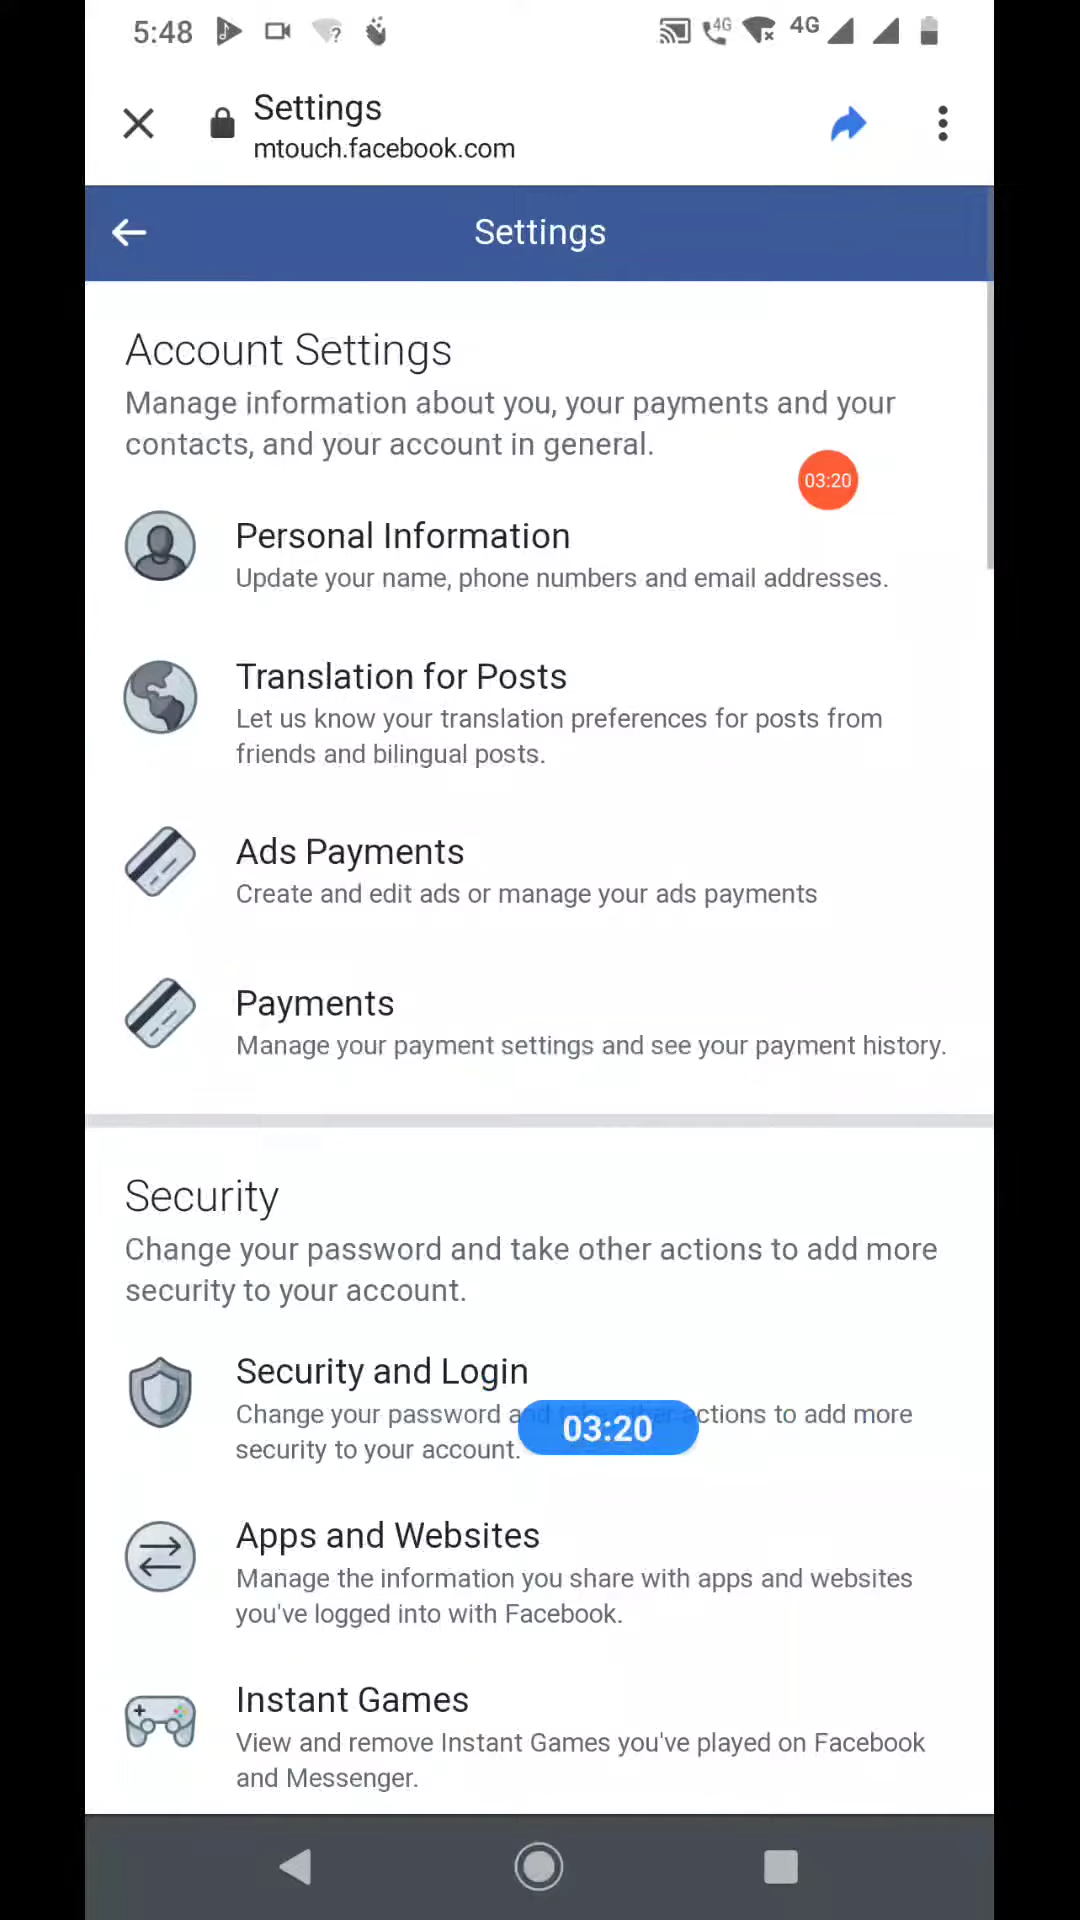 5:48
4G
4G
Settings
mtouch.facebook.com
Settings
Account Settings
Manage information about you, your payments and your
contacts, and your account in general.
03:20
Personal Information
Update your name, phone numbers and email addresses.
Translation for Posts
Let us know your translation preferences for posts from
friends and bilingual posts.
Ads Payments
Create and edit ads or manage your ads payments
Payments
Manage your payment settings and see your payment history.
Security
Change your password and take other actions to add more
security to your account.
Security and Login
Change your password and take other actions to add more
03:20
security to your account.
Apps and Websites
Manage the information you share with apps and websites
you've logged into with Facebook.
Instant Games
View and remove Instant Games you've played on Facebook
and Messenger.